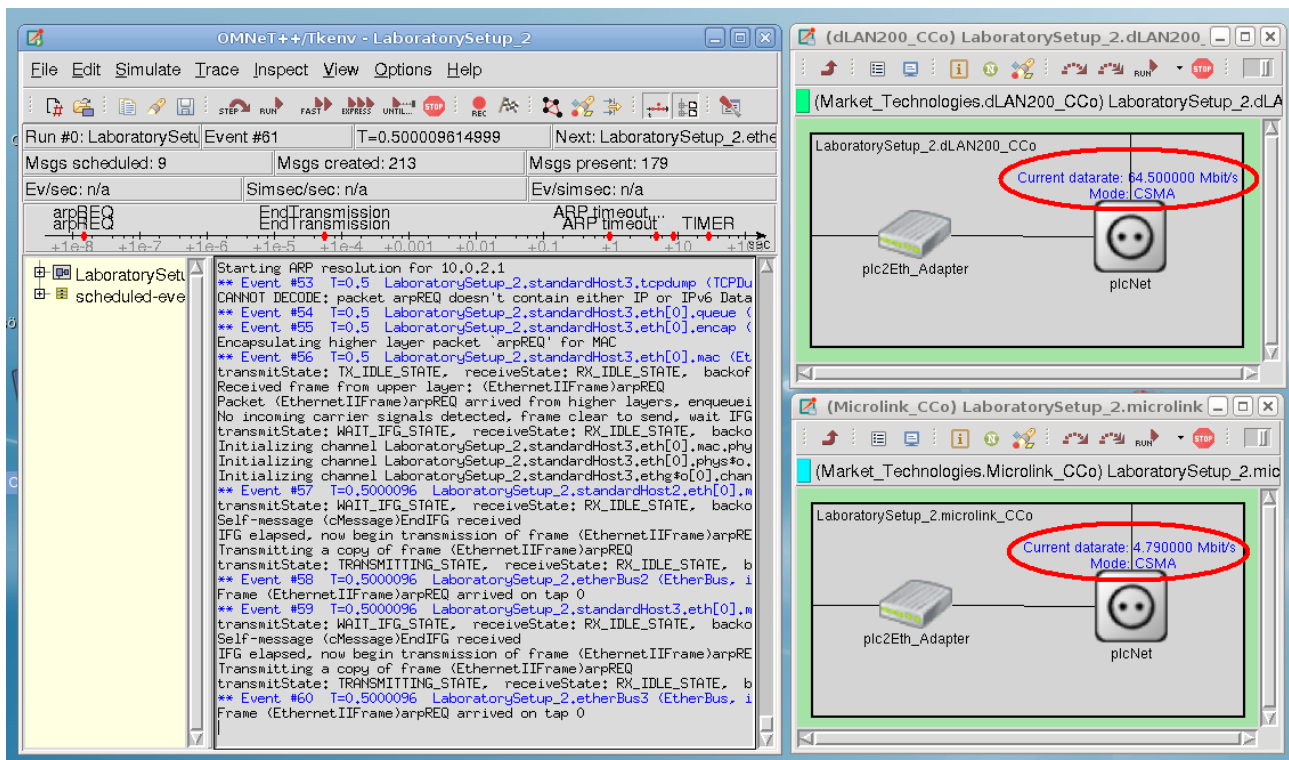 OMNeT++/Tkenv - LaboratorySetup_2
File Edit Simulate Trace Inspect View Options Help
STEP RUN FAST EXPRESS UNTIL... STOP REC
Run #0: LaboratorySetu Event #61 T=0.500009614999 Next: LaboratorySetup_2.ethe
Msgs scheduled: 9 Msgs created: 213 Msgs present: 179
Ev/sec: n/a Simsec/sec: n/a Ev/simsec: n/a
arpREQ EndTransmission ARP timeout...
arpREQ EndTransmission ARP timeout TIMER
+1e-8 +1e-7 +1e-6 +1e-5 +1e-4 +0.001 +0.01 +0.1 +1 +10 sec
LaboratorySetu
scheduled-eve
Starting ARP resolution for 10.0.2.1
** Event #53 T=0.5 LaboratorySetup_2.standardHost3.tcpdump (TCPDu
CANNOT DECODE: packet arpREQ doesn't contain either IP or IPv6 Data
** Event #54 T=0.5 LaboratorySetup_2.standardHost3.eth[0].queue (
** Event #55 T=0.5 LaboratorySetup_2.standardHost3.eth[0].encap (
Encapsulating higher layer packet `arpREQ' for MAC
** Event #56 T=0.5 LaboratorySetup_2.standardHost3.eth[0].mac (Et
transmitState: TX_IDLE_STATE, receiveState: RX_IDLE_STATE, backof
Received frame from upper layer: (EthernetIIFrame)arpREQ
Packet (EthernetIIFrame)arpREQ arrived from higher layers, enqueuei
No incoming carrier signals detected, frame clear to send, wait IFG
transmitState: WAIT_IFG_STATE, receiveState: RX_IDLE_STATE, backo
Initializing channel LaboratorySetup_2.standardHost3.eth[0].mac.phy
Initializing channel LaboratorySetup_2.standardHost3.eth[0].phys$o.
Initializing channel LaboratorySetup_2.standardHost3.ethg$o[0].chan
** Event #57 T=0.5000096 LaboratorySetup_2.standardHost2.eth[0].m
transmitState: WAIT_IFG_STATE, receiveState: RX_IDLE_STATE, backo
Self-message (cMessage)EndIFG received
IFG elapsed, now begin transmission of frame (EthernetIIFrame)arpRE
Transmitting a copy of frame (EthernetIIFrame)arpREQ
transmitState: TRANSMITTING_STATE, receiveState: RX_IDLE_STATE, b
** Event #58 T=0.5000096 LaboratorySetup_2.etherBus2 (EtherBus, i
Frame (EthernetIIFrame)arpREQ arrived on tap 0
** Event #59 T=0.5000096 LaboratorySetup_2.standardHost3.eth[0].m
transmitState: WAIT_IFG_STATE, receiveState: RX_IDLE_STATE, backo
Self-message (cMessage)EndIFG received
IFG elapsed, now begin transmission of frame (EthernetIIFrame)arpRE
Transmitting a copy of frame (EthernetIIFrame)arpREQ
transmitState: TRANSMITTING_STATE, receiveState: RX_IDLE_STATE, b
** Event #60 T=0.5000096 LaboratorySetup_2.etherBus3 (EtherBus, i
Frame (EthernetIIFrame)arpREQ arrived on tap 0
(dLAN200_CCo) LaboratorySetup_2.dLAN200_
RUN STOP
(Market_Technologies.dLAN200_CCo) LaboratorySetup_2.dLA
LaboratorySetup_2.dLAN200_CCo
Current datarate: 64.500000 Mbit/s
Mode: CSMA
plc2Eth_Adapter
plcNet
(Microlink_CCo) LaboratorySetup_2.microlink
RUN STOP
(Market_Technologies.Microlink_CCo) LaboratorySetup_2.mic
LaboratorySetup_2.microlink_CCo
Current datarate: 4.790000 Mbit/s
Mode: CSMA
plc2Eth_Adapter
plcNet